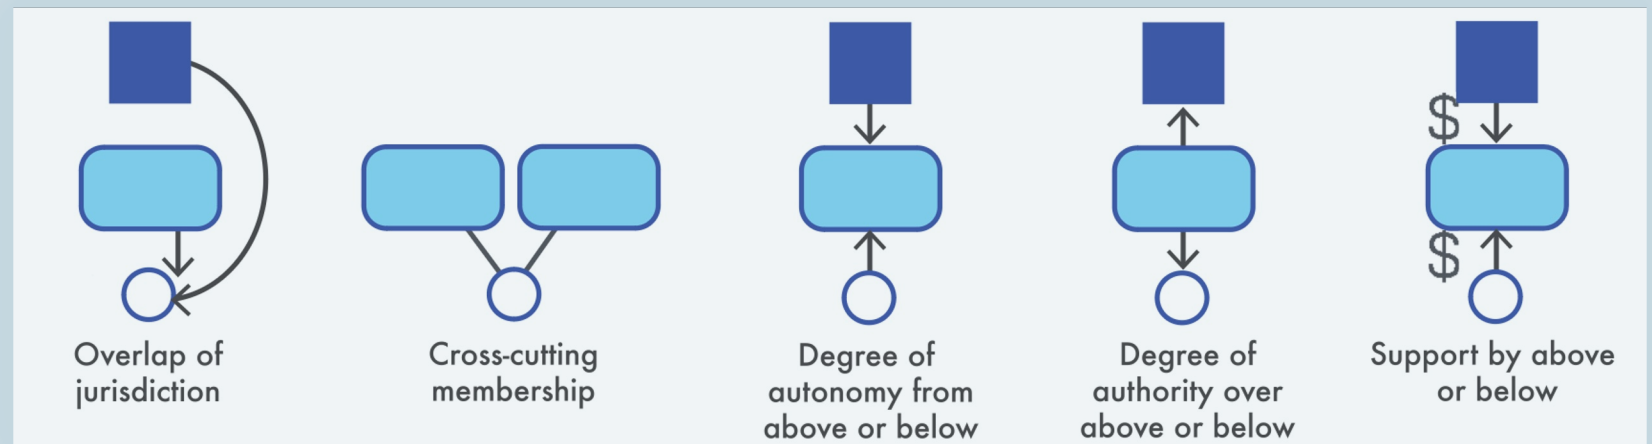 $
$
Overlap of
jurisdiction
Cross-cutting
membership
Degree of
autonomy from
above or below
Degree of
authority over
above or below
Support by above
or below